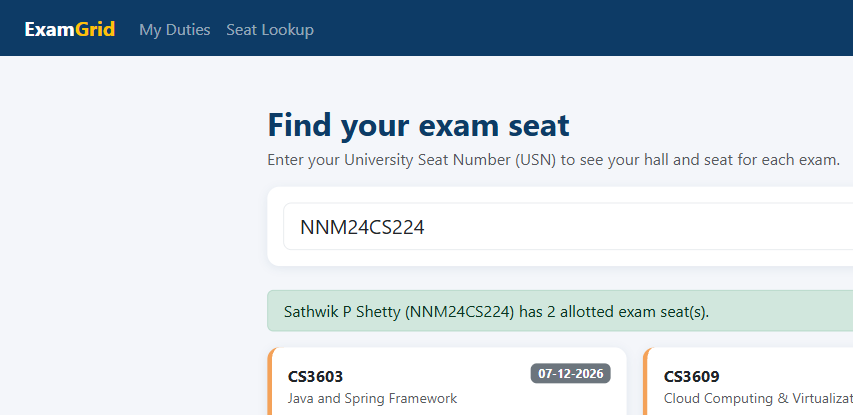 ExamGrid My Duties Seat Lookup
Find your exam seat
Enter your University Seat Number (USN) to see your hall and seat for each exam.
NNM24CS224
Sathwik P Shetty (NNM24CS224) has 2 allotted exam seat(s).
CS3603 07-12-2026 CS3609
Java and Spring Framework Cloud Computing &